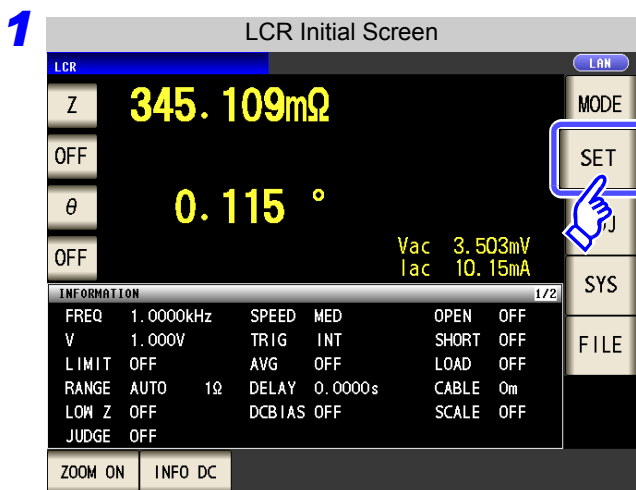 1
LCR Initial Screen
LCR
LAN
Z 345.109mΩ
MODE
OFF
SET
θ 0.115 °
OFF
Vac 3.503mV
Iac 10.15mA
SYS
INFORMATION 1/2
FREQ 1.0000kHz SPEED MED OPEN OFF
V 1.000V TRIG INT SHORT OFF
FILE
LIMIT OFF AVG OFF LOAD OFF
RANGE AUTO 1Ω DELAY 0.0000s CABLE 0m
LOW Z OFF DCBIAS OFF SCALE OFF
JUDGE OFF
ZOOM ON INFO DC